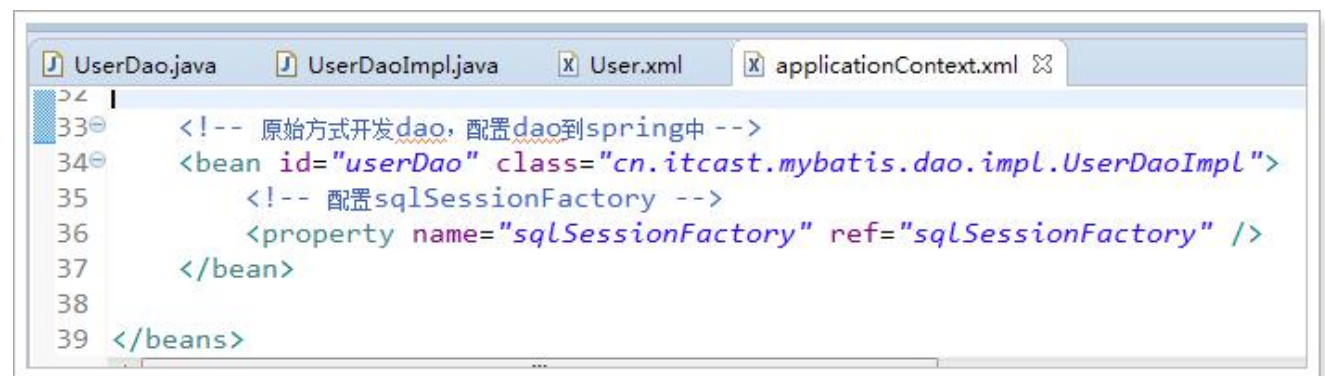 UserDao.java UserDaoImpl.java User.xml applicationContext.xml
32
33 <!-- 原始方式开发dao，配置dao到spring中 -->
34 <bean id="userDao" class="cn.itcast.mybatis.dao.impl.UserDaoImpl">
35 <!-- 配置sqlSessionFactory -->
36 <property name="sqlSessionFactory" ref="sqlSessionFactory" />
37 </bean>
38
39 </beans>